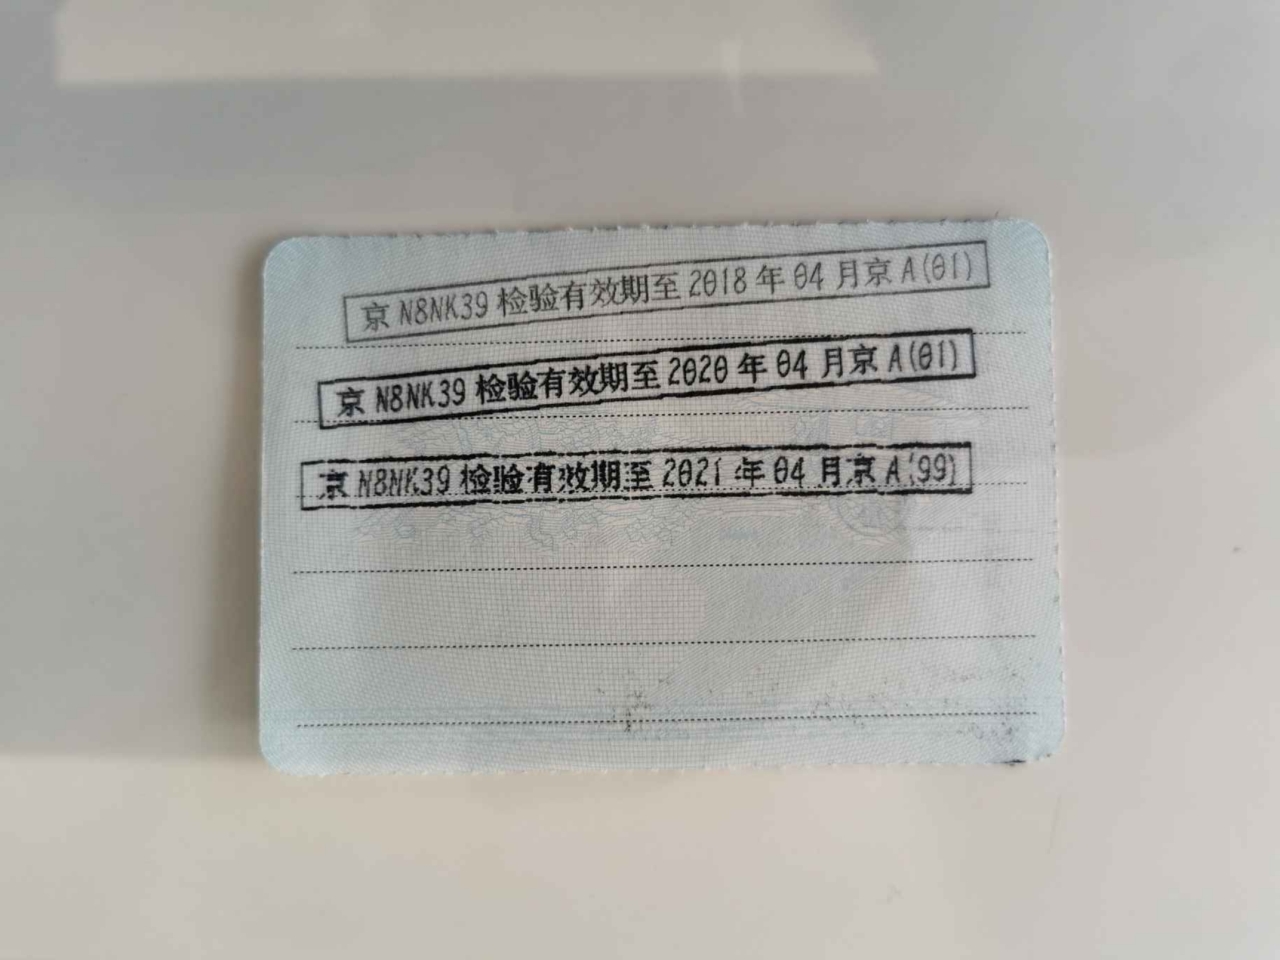 京 N8NK39 检验有效期至 2018 年 04 月京 A(01)
京 N8NK39 检验有效期至 2020 年 04 月京 A(01)
京 N8NK39 检验有效期至 2021 年 04 月京 A(99)